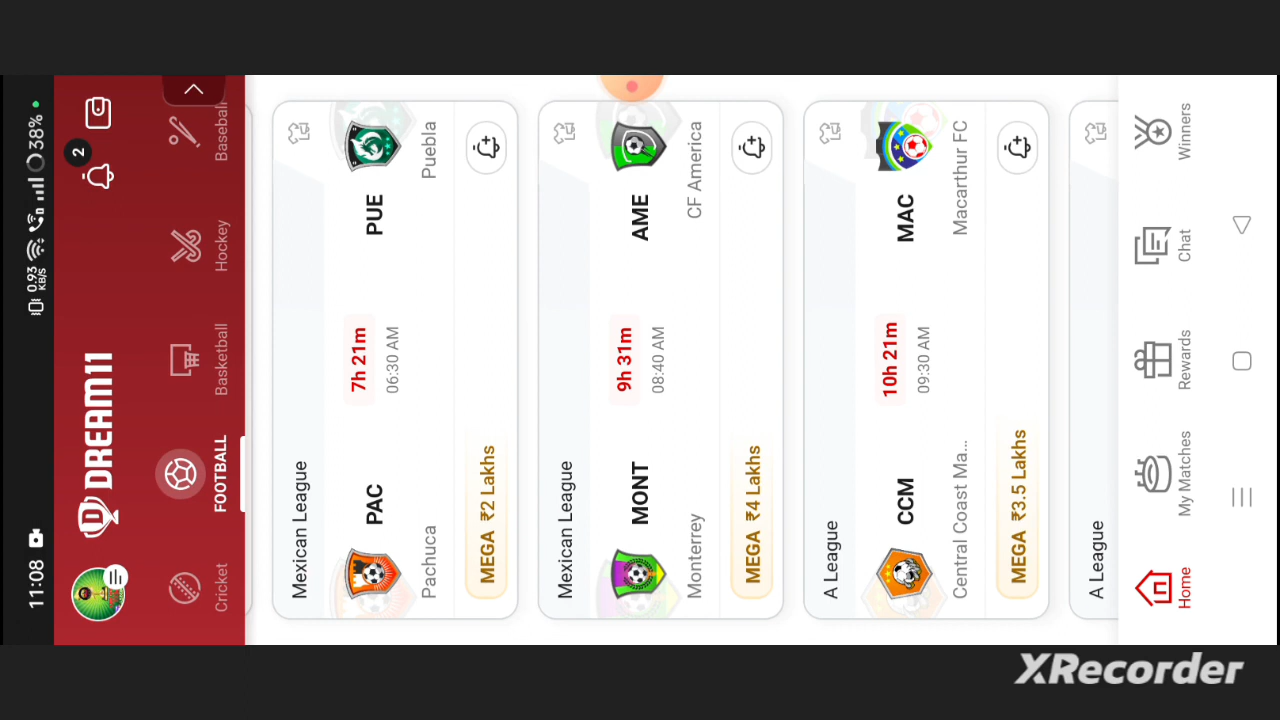 11:08
0.93 KB/S
38%
DREAM11
2
Cricket
FOOTBALL
Basketball
Hockey
Baseball
Mexican League
PAC
7h 21m
PUE
Pachuca
06:30 AM
Puebla
MEGA ₹2 Lakhs
Mexican League
MONT
9h 31m
AME
Monterrey
08:40 AM
CF America
MEGA ₹4 Lakhs
A League
CCM
10h 21m
MAC
Central Coast Ma...
09:30 AM
Macarthur FC
MEGA ₹3.5 Lakhs
A League
Home
My Matches
Rewards
Chat
Winners
XRecorder